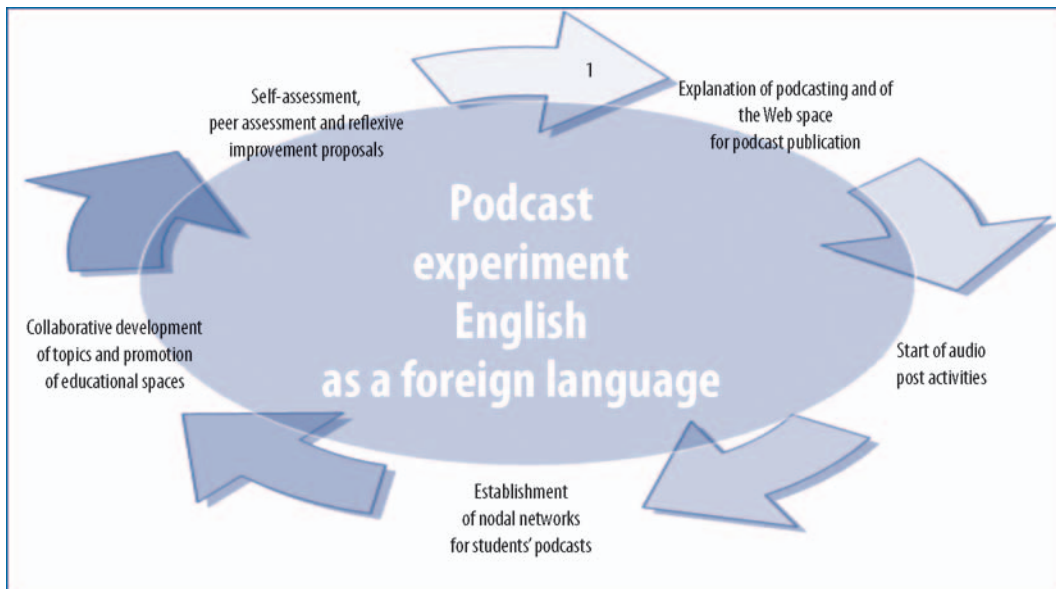 1
Explanation of podcasting and of
the Web space
for podcast publication
Start of audio
post activities
Establishment
of nodal networks
for students’ podcasts
Collaborative development
of topics and promotion
of educational spaces
Self-assessment,
peer assessment and reflexive
improvement proposals
Podcast
experiment
English
as a foreign language